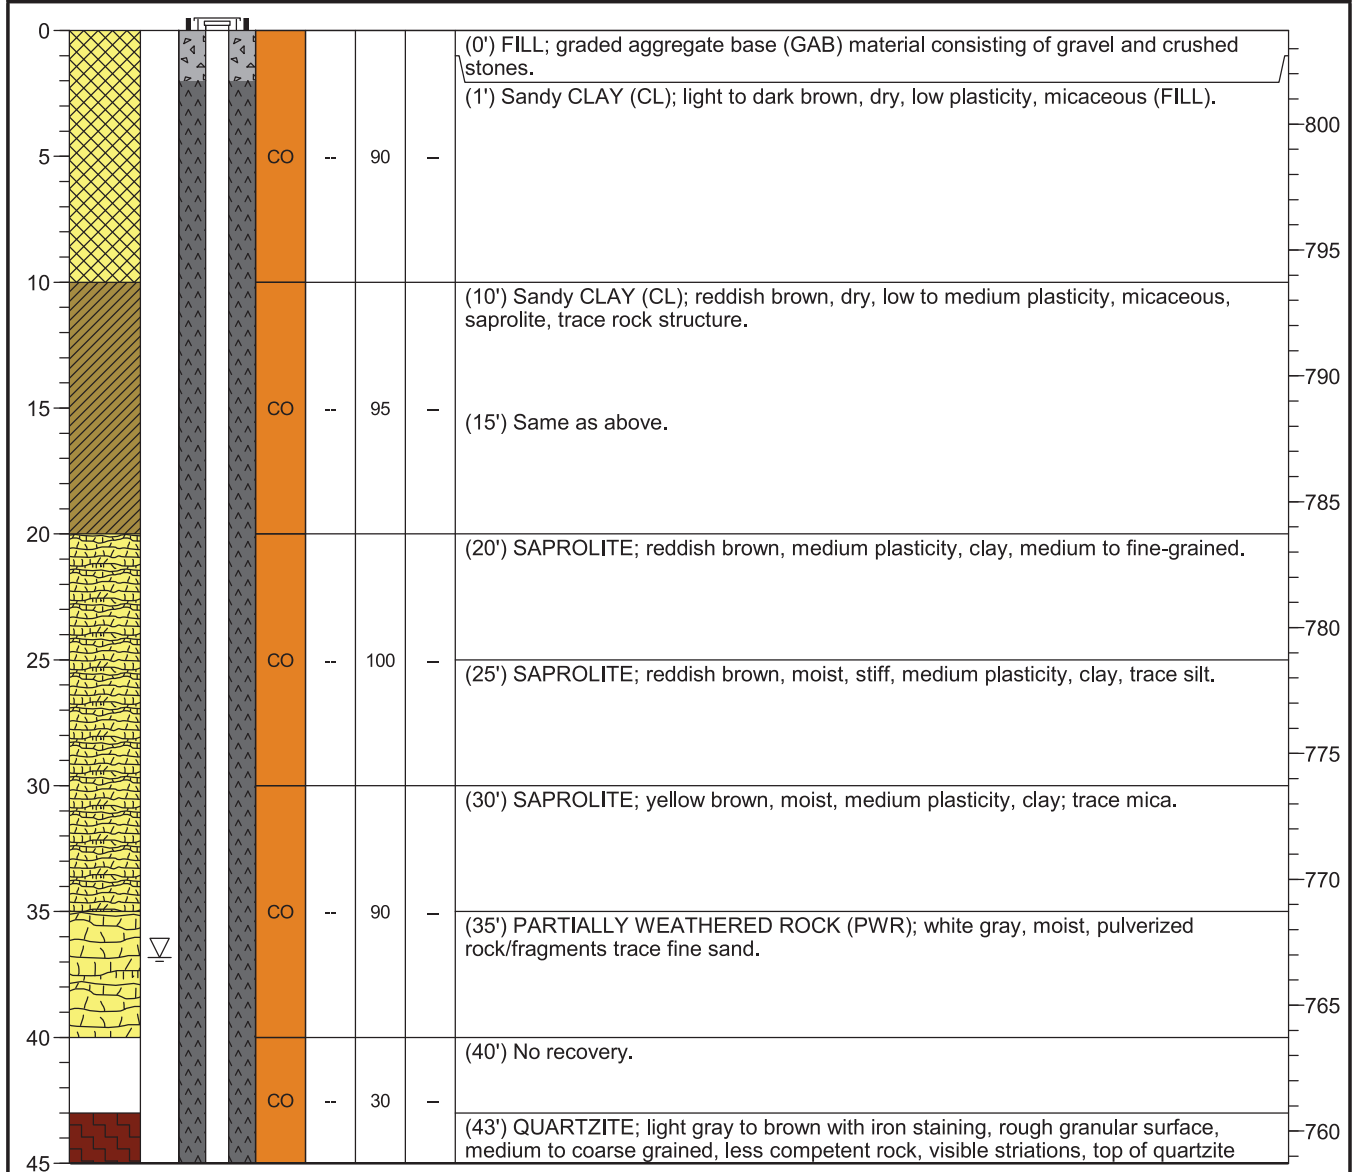 0
(0') FILL; graded aggregate base (GAB) material consisting of gravel and crushed
stones.
(1') Sandy CLAY (CL); light to dark brown, dry, low plasticity, micaceous (FILL).
800
5
CO -- 90 –
795
10
(10') Sandy CLAY (CL); reddish brown, dry, low to medium plasticity, micaceous,
saprolite, trace rock structure.
790
15
CO -- 95 –
(15') Same as above.
785
20
(20') SAPROLITE; reddish brown, medium plasticity, clay, medium to fine-grained.
780
25
CO -- 100 –
(25') SAPROLITE; reddish brown, moist, stiff, medium plasticity, clay, trace silt.
775
30
(30') SAPROLITE; yellow brown, moist, medium plasticity, clay; trace mica.
770
35
CO -- 90 –
(35') PARTIALLY WEATHERED ROCK (PWR); white gray, moist, pulverized
rock/fragments trace fine sand.
765
40
(40') No recovery.
CO -- 30 –
(43') QUARTZITE; light gray to brown with iron staining, rough granular surface,
760
medium to coarse grained, less competent rock, visible striations, top of quartzite
45